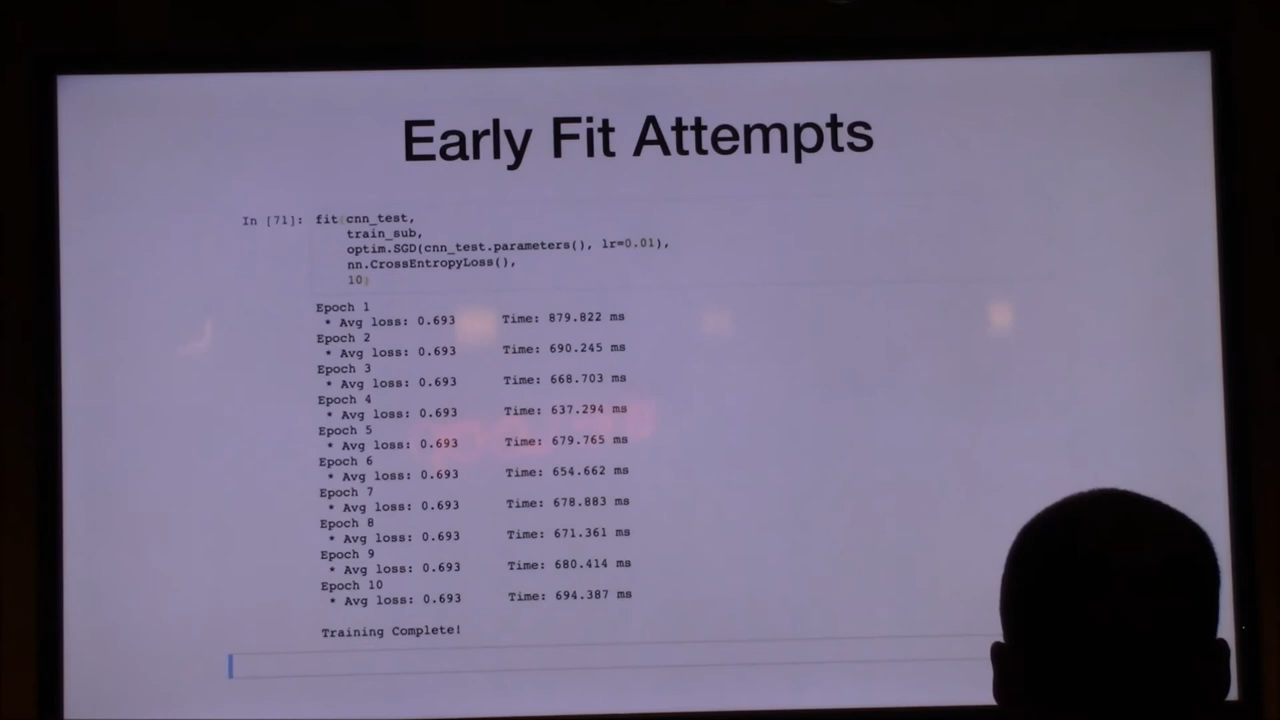 Early Fit Attempts
In [71]: fit(cnn_test,
train_sub,
optim.SGD(cnn_test.parameters(), lr=0.01),
nn.CrossEntropyLoss(),
10)
Epoch 1
* Avg loss: 0.693 Time: 879.822 ms
Epoch 2
* Avg loss: 0.693 Time: 690.245 ms
Epoch 3
* Avg loss: 0.693 Time: 668.703 ms
Epoch 4
* Avg loss: 0.693 Time: 637.294 ms
Epoch 5
* Avg loss: 0.693 Time: 679.765 ms
Epoch 6
* Avg loss: 0.693 Time: 654.662 ms
Epoch 7
* Avg loss: 0.693 Time: 678.883 ms
Epoch 8
* Avg loss: 0.693 Time: 671.361 ms
Epoch 9
* Avg loss: 0.693 Time: 680.414 ms
Epoch 10
* Avg loss: 0.693 Time: 694.387 ms
Training Complete!